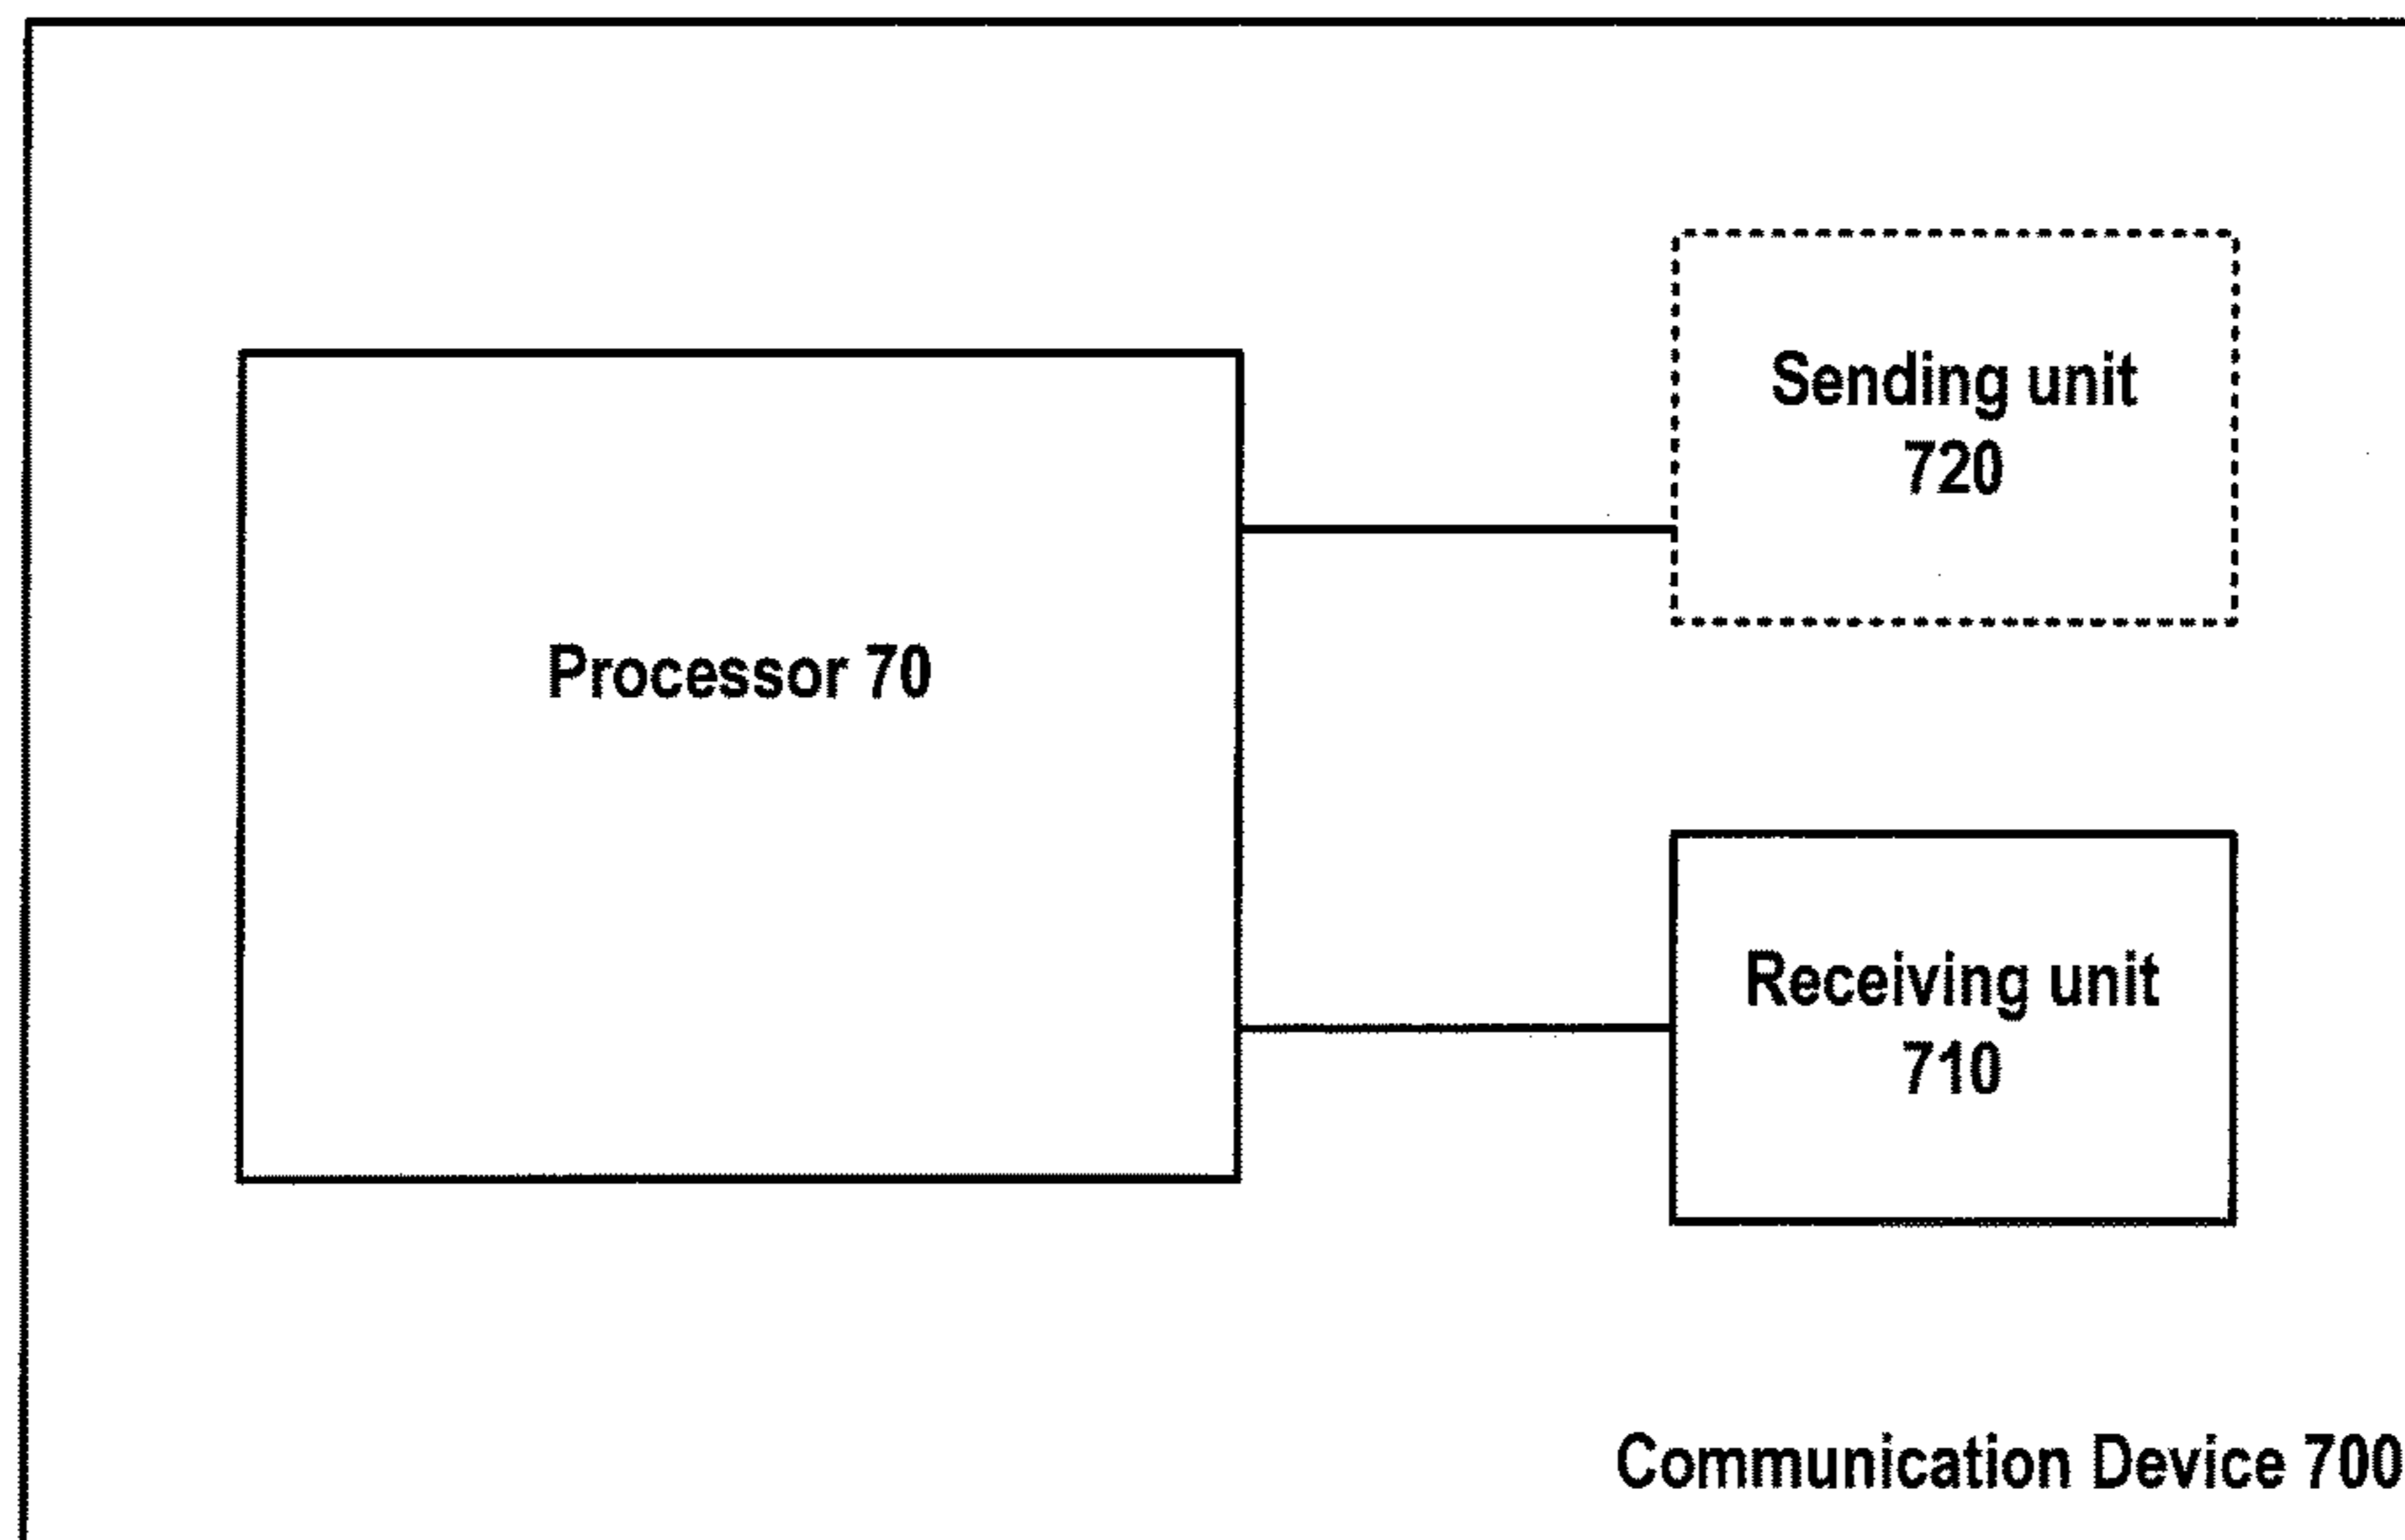 Sending unit
720
Processor 70
Receiving unit
710
Communication Device 700